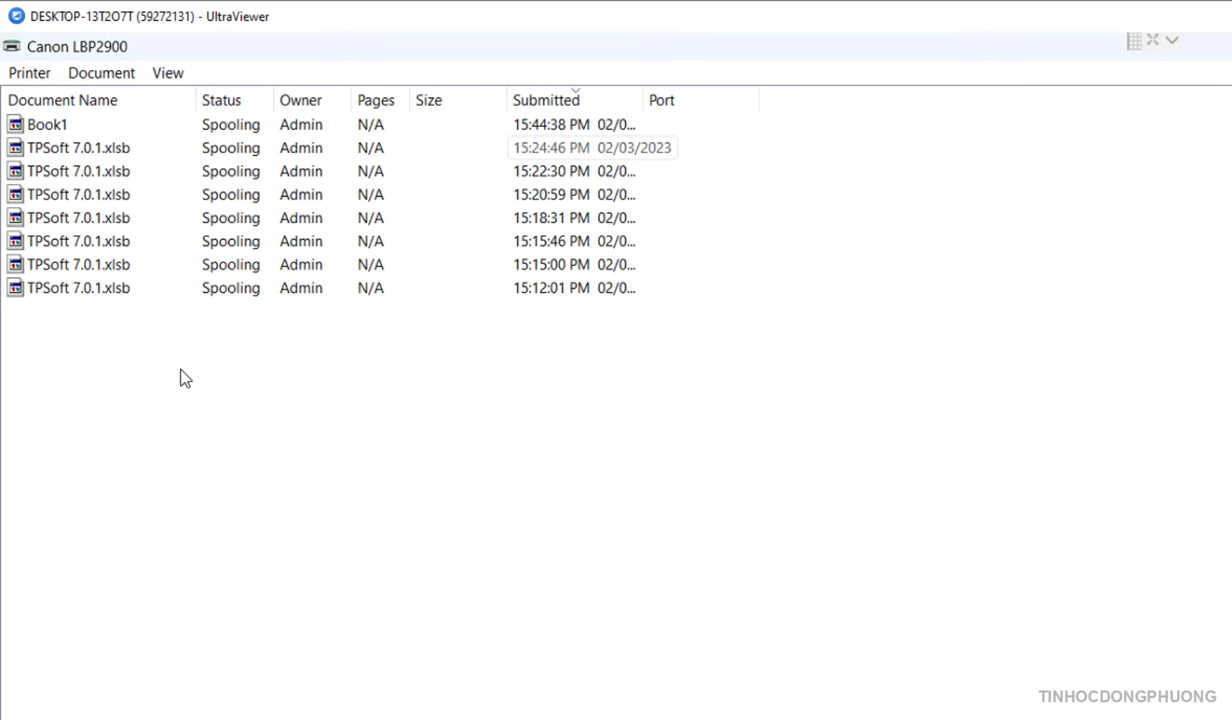 DESKTOP-13T2O7T (59272131) - UltraViewer
Canon LBP2900
Printer Document View
Document Name Status Owner Pages Size Submitted Port
Book1 Spooling Admin N/A 15:44:38 PM 02/0...
TPSoft 7.0.1.xlsb Spooling Admin N/A 15:24:46 PM 02/03/2023
TPSoft 7.0.1.xlsb Spooling Admin N/A 15:22:30 PM 02/0...
TPSoft 7.0.1.xlsb Spooling Admin N/A 15:20:59 PM 02/0...
TPSoft 7.0.1.xlsb Spooling Admin N/A 15:18:31 PM 02/0...
TPSoft 7.0.1.xlsb Spooling Admin N/A 15:15:46 PM 02/0...
TPSoft 7.0.1.xlsb Spooling Admin N/A 15:15:00 PM 02/0...
TPSoft 7.0.1.xlsb Spooling Admin N/A 15:12:01 PM 02/0...
TINHOCDONGPHUONG